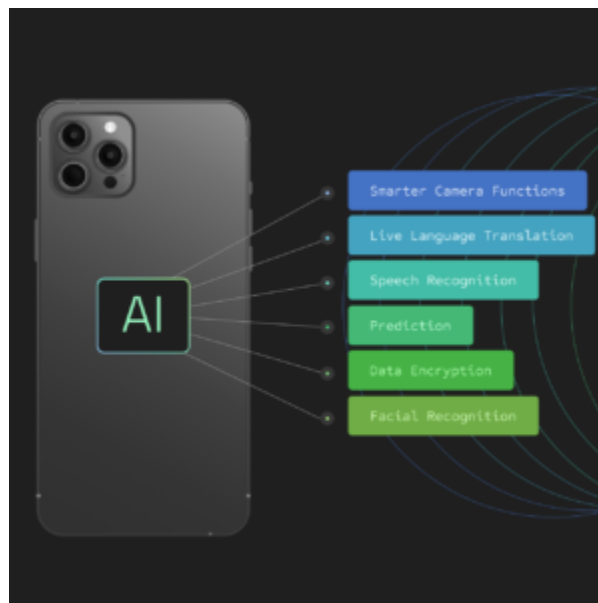 AI
Smarter Camera Functions
Live Language Translation
Speech Recognition
Prediction
Data Encryption
Facial Recognition